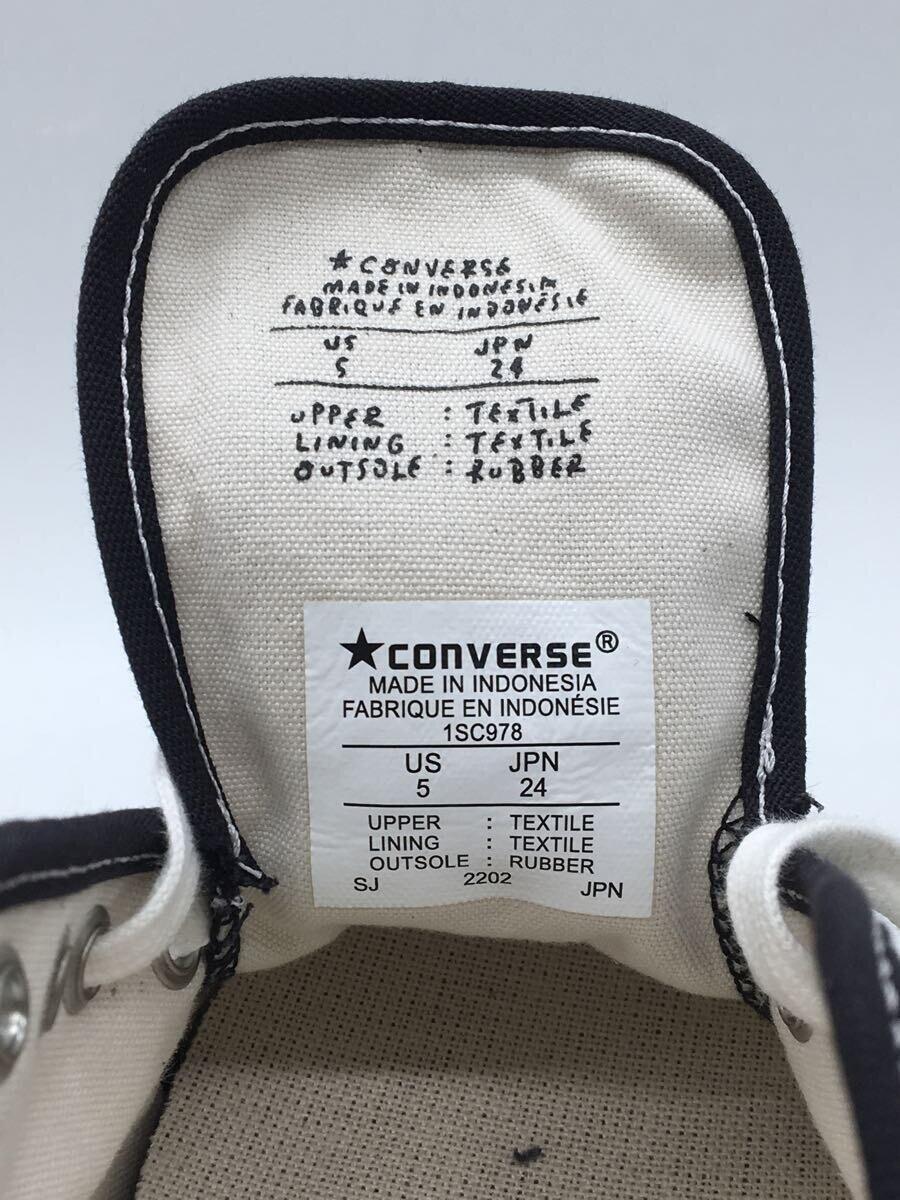 ★CONVERSE
MADE IN INDONESIA
FABRIQUE EN INDONÉSIE
US JPN
5 24
UPPER : TEXTILE
LINING : TEXTILE
OUTSOLE : RUBBER
★CONVERSE®
MADE IN INDONESIA
FABRIQUE EN INDONÉSIE
1SC978
US JPN
5 24
UPPER : TEXTILE
LINING : TEXTILE
OUTSOLE : RUBBER
SJ 2202 JPN